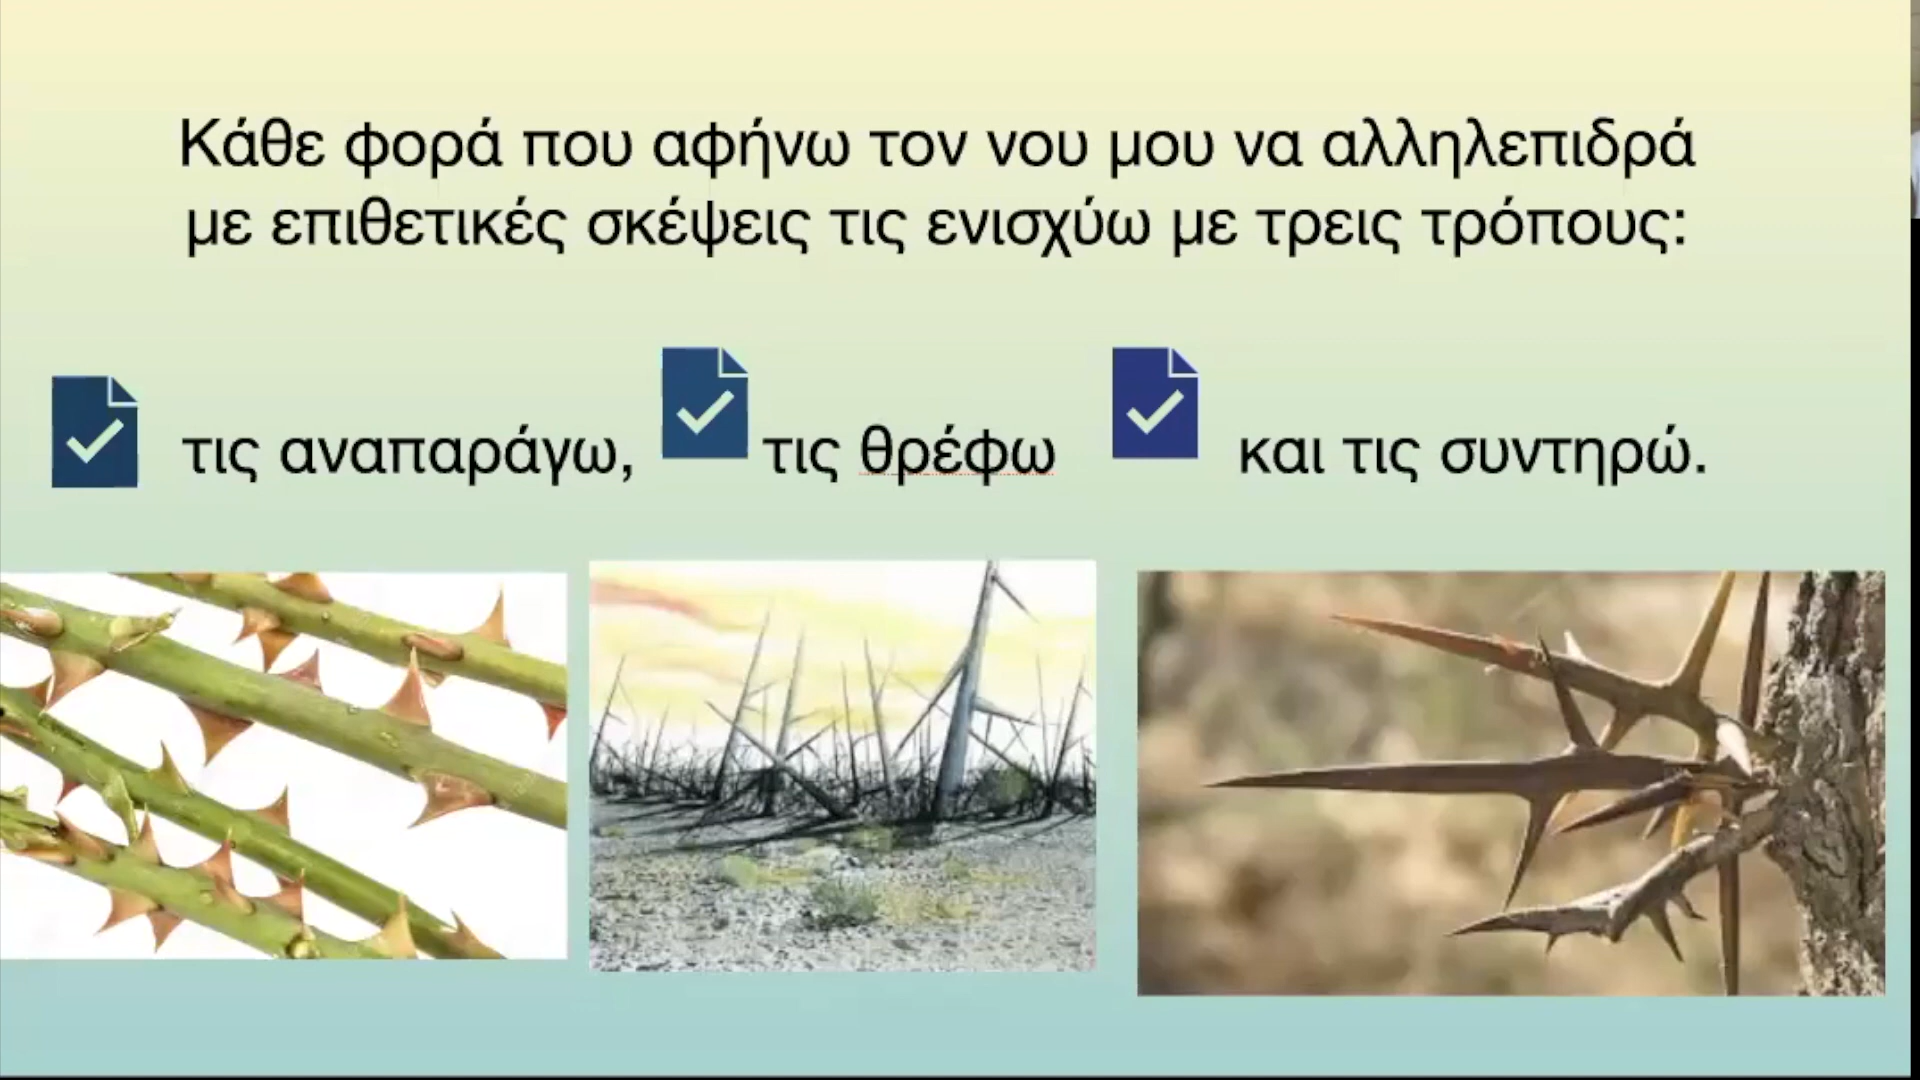 Κάθε φορά που αφήνω τον νου μου να αλληλεπιδρά
με επιθετικές σκέψεις τις ενισχύω με τρεις τρόπους:
τις αναπαράγω, τις θρέφω και τις συντηρώ.